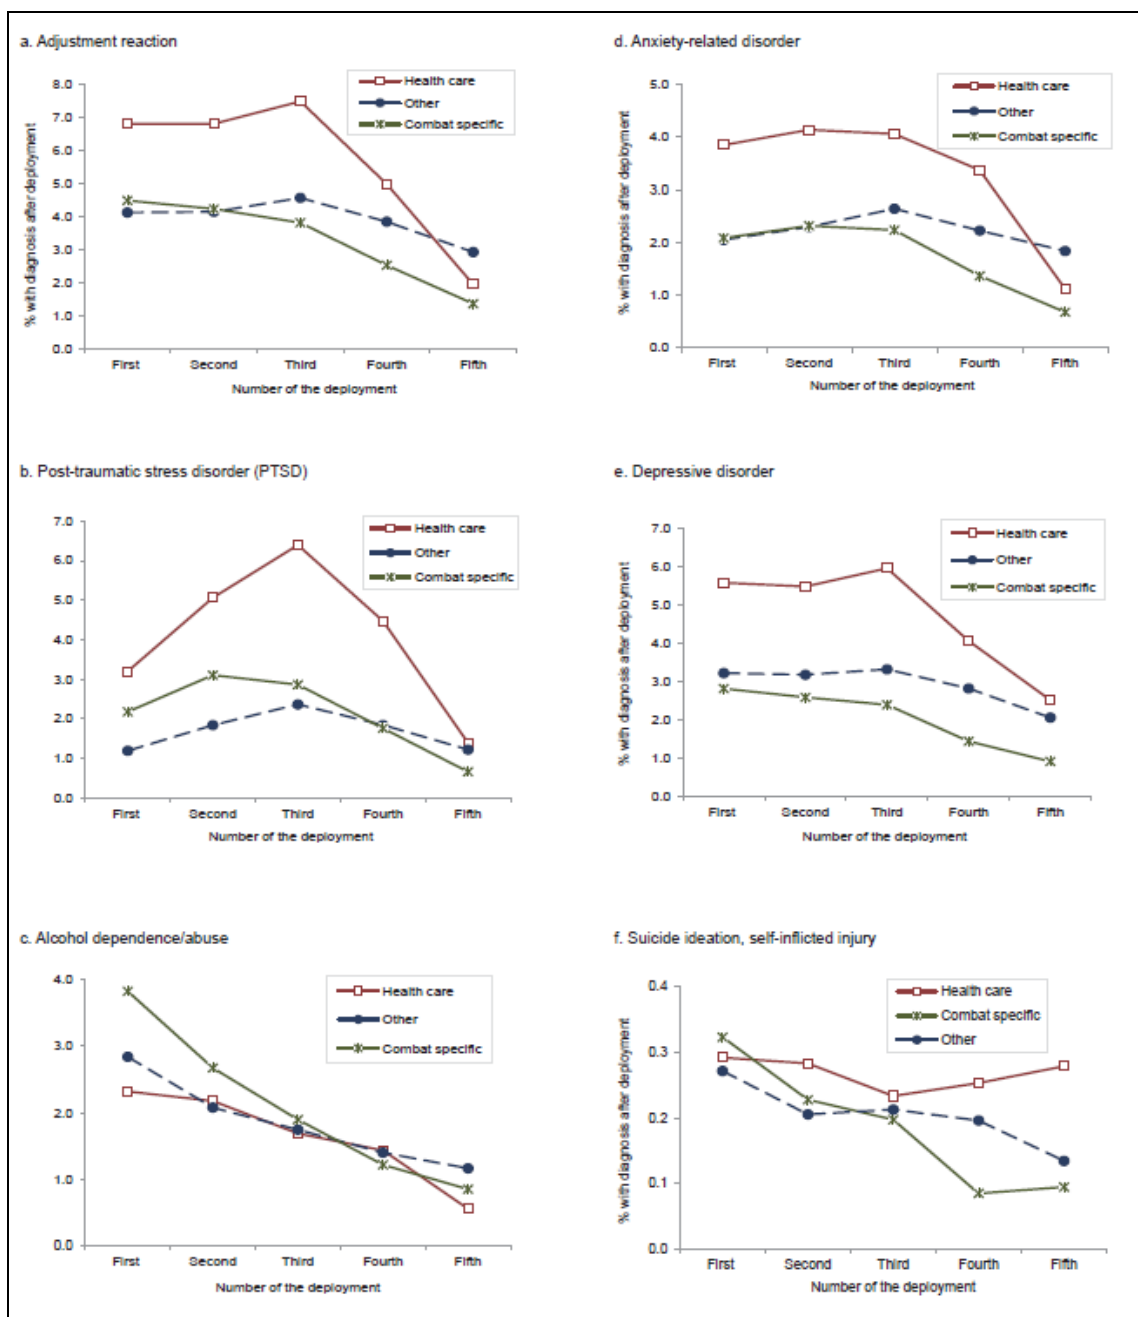 a. Adjustment reaction
8.0
7.0
6.0
5.0
4.0
3.0
2.0
1.0
0.0
% with diagnosis after deployment
Health care
Other
Combat specific
First Second Third Fourth Fifth
Number of the deployment
d. Anxiety-related disorder
5.0
4.0
3.0
2.0
1.0
0.0
% with diagnosis after deployment
Health care
Other
Combat specific
First Second Third Fourth Fifth
Number of the deployment
b. Post-traumatic stress disorder (PTSD)
7.0
6.0
5.0
4.0
3.0
2.0
1.0
0.0
Health care
Other
Combat specific
First Second Third Fourth Fifth
Number of the deployment
e. Depressive disorder
7.0
6.0
5.0
4.0
3.0
2.0
1.0
0.0
% with diagnosis after deployment
Health care
Other
Combat specific
First Second Third Fourth Fifth
Number of the deployment
c. Alcohol dependence/abuse
4.0
3.0
2.0
1.0
0.0
Health care
Other
Combat specific
First Second Third Fourth Fifth
Number of the deployment
f. Suicide ideation, self-inflicted injury
0.4
0.3
0.2
0.1
0.0
% with diagnosis after deployment
Health care
Combat specific
Other
First Second Third Fourth Fifth
Number of the deployment